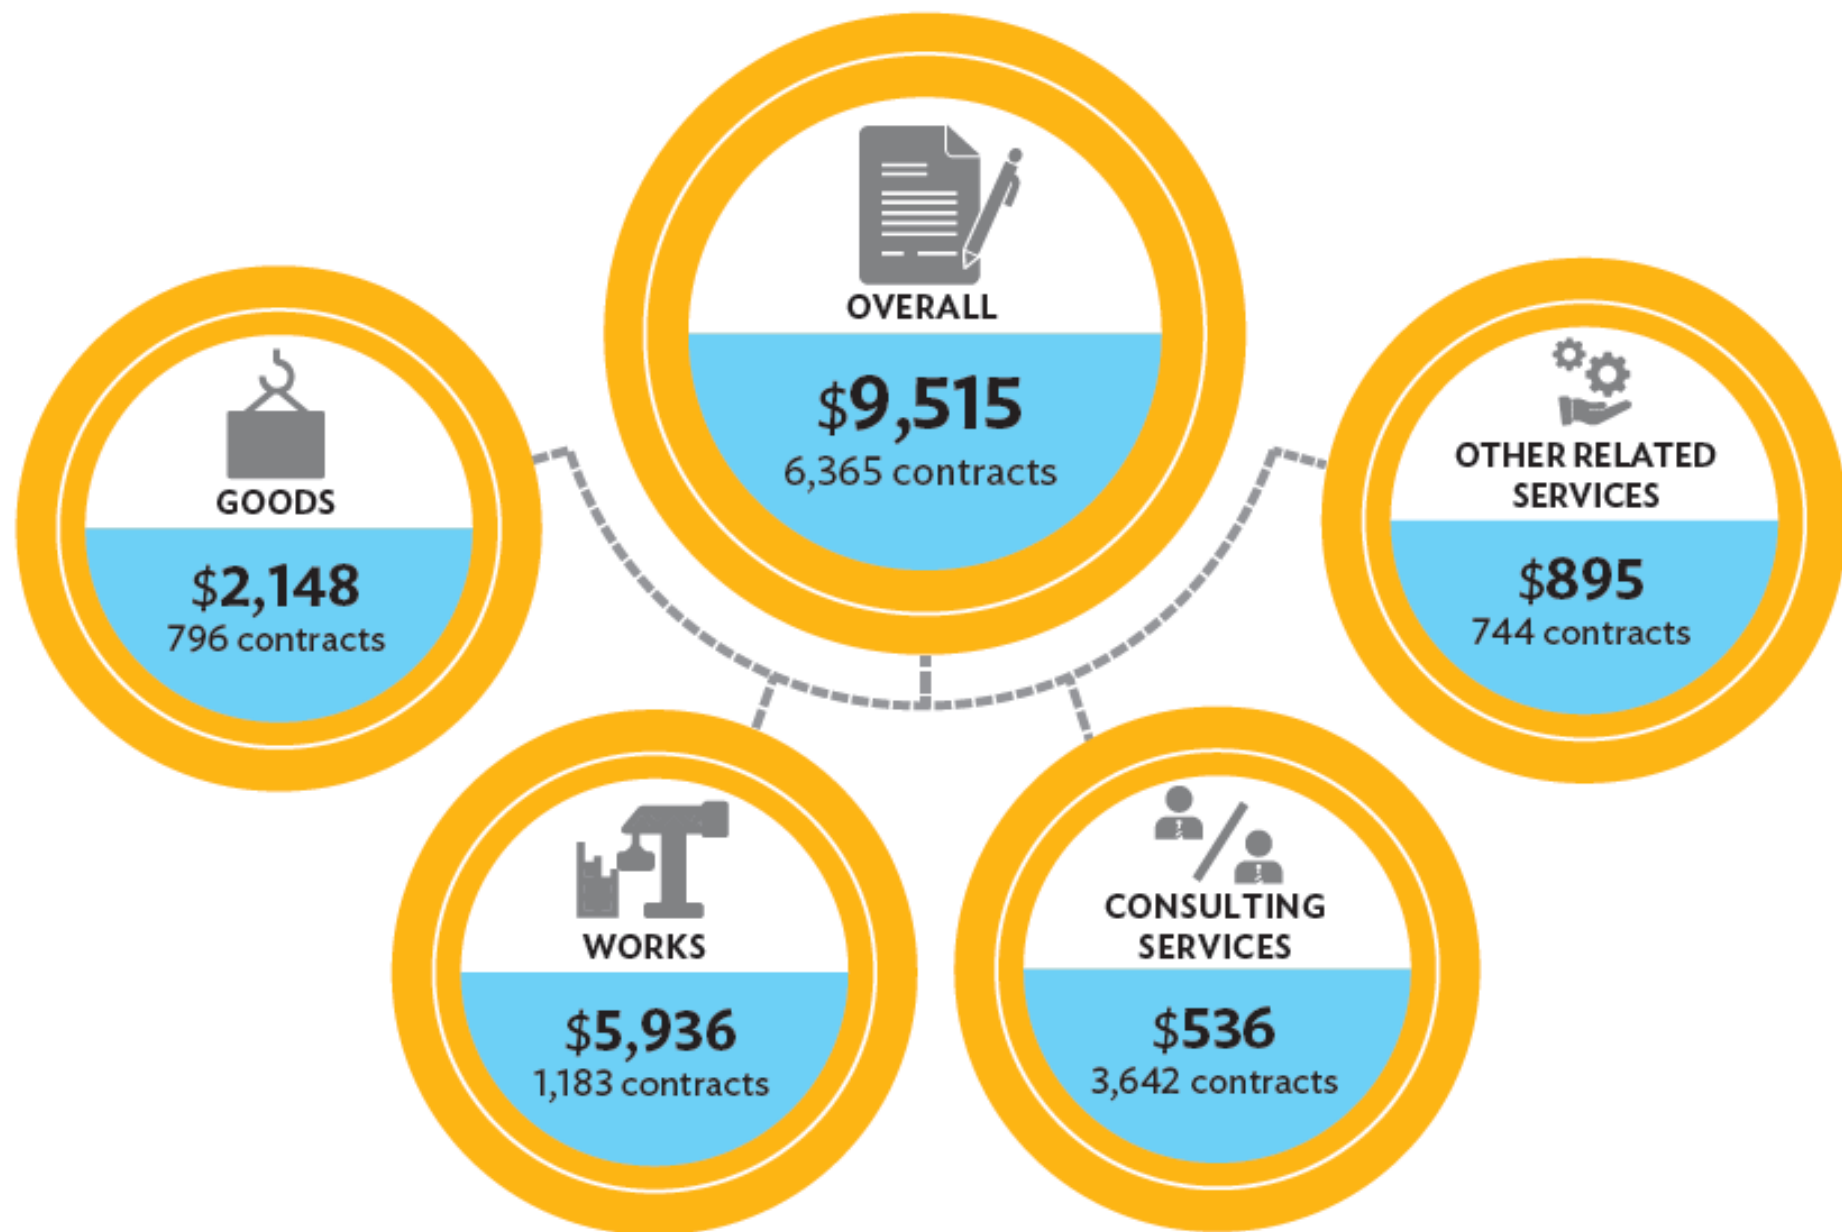 OVERALL
$9,515
6,365 contracts
GOODS
$2,148
796 contracts
OTHER RELATED
SERVICES
$895
744 contracts
WORKS
$5,936
1,183 contracts
CONSULTING
SERVICES
$536
3,642 contracts